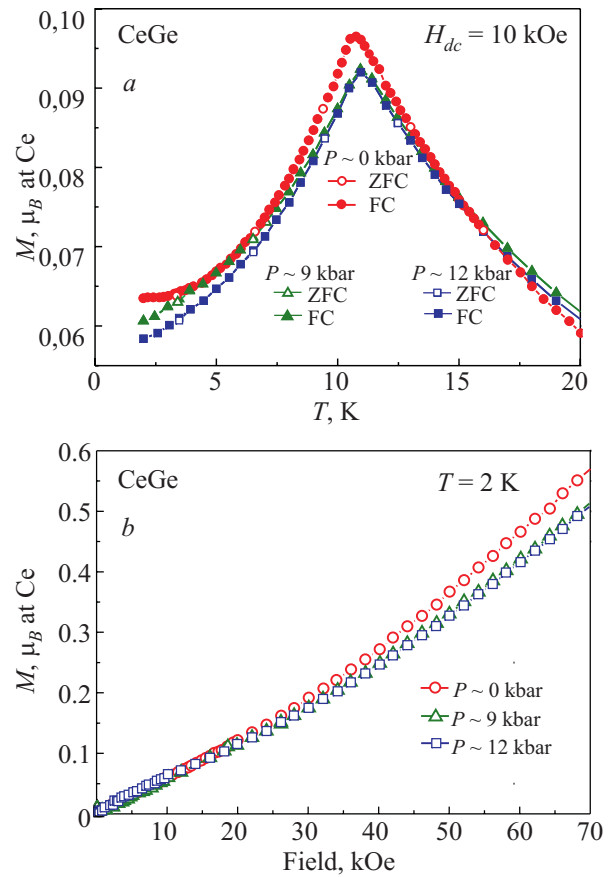 CeGe
H_dc = 10 kOe
a
P ~ 0 kbar
ZFC
FC
P ~ 9 kbar
ZFC
FC
P ~ 12 kbar
ZFC
FC
0,10
0,09
0,08
0,07
0,06
0,05
M, μ_B at Ce
0
5
10
15
20
T, K
CeGe
T = 2 K
b
P ~ 0 kbar
P ~ 9 kbar
P ~ 12 kbar
0.6
0.5
0.4
0.3
0.2
0.1
0
M, μ_B at Ce
10
20
30
40
50
60
70
Field, kOe